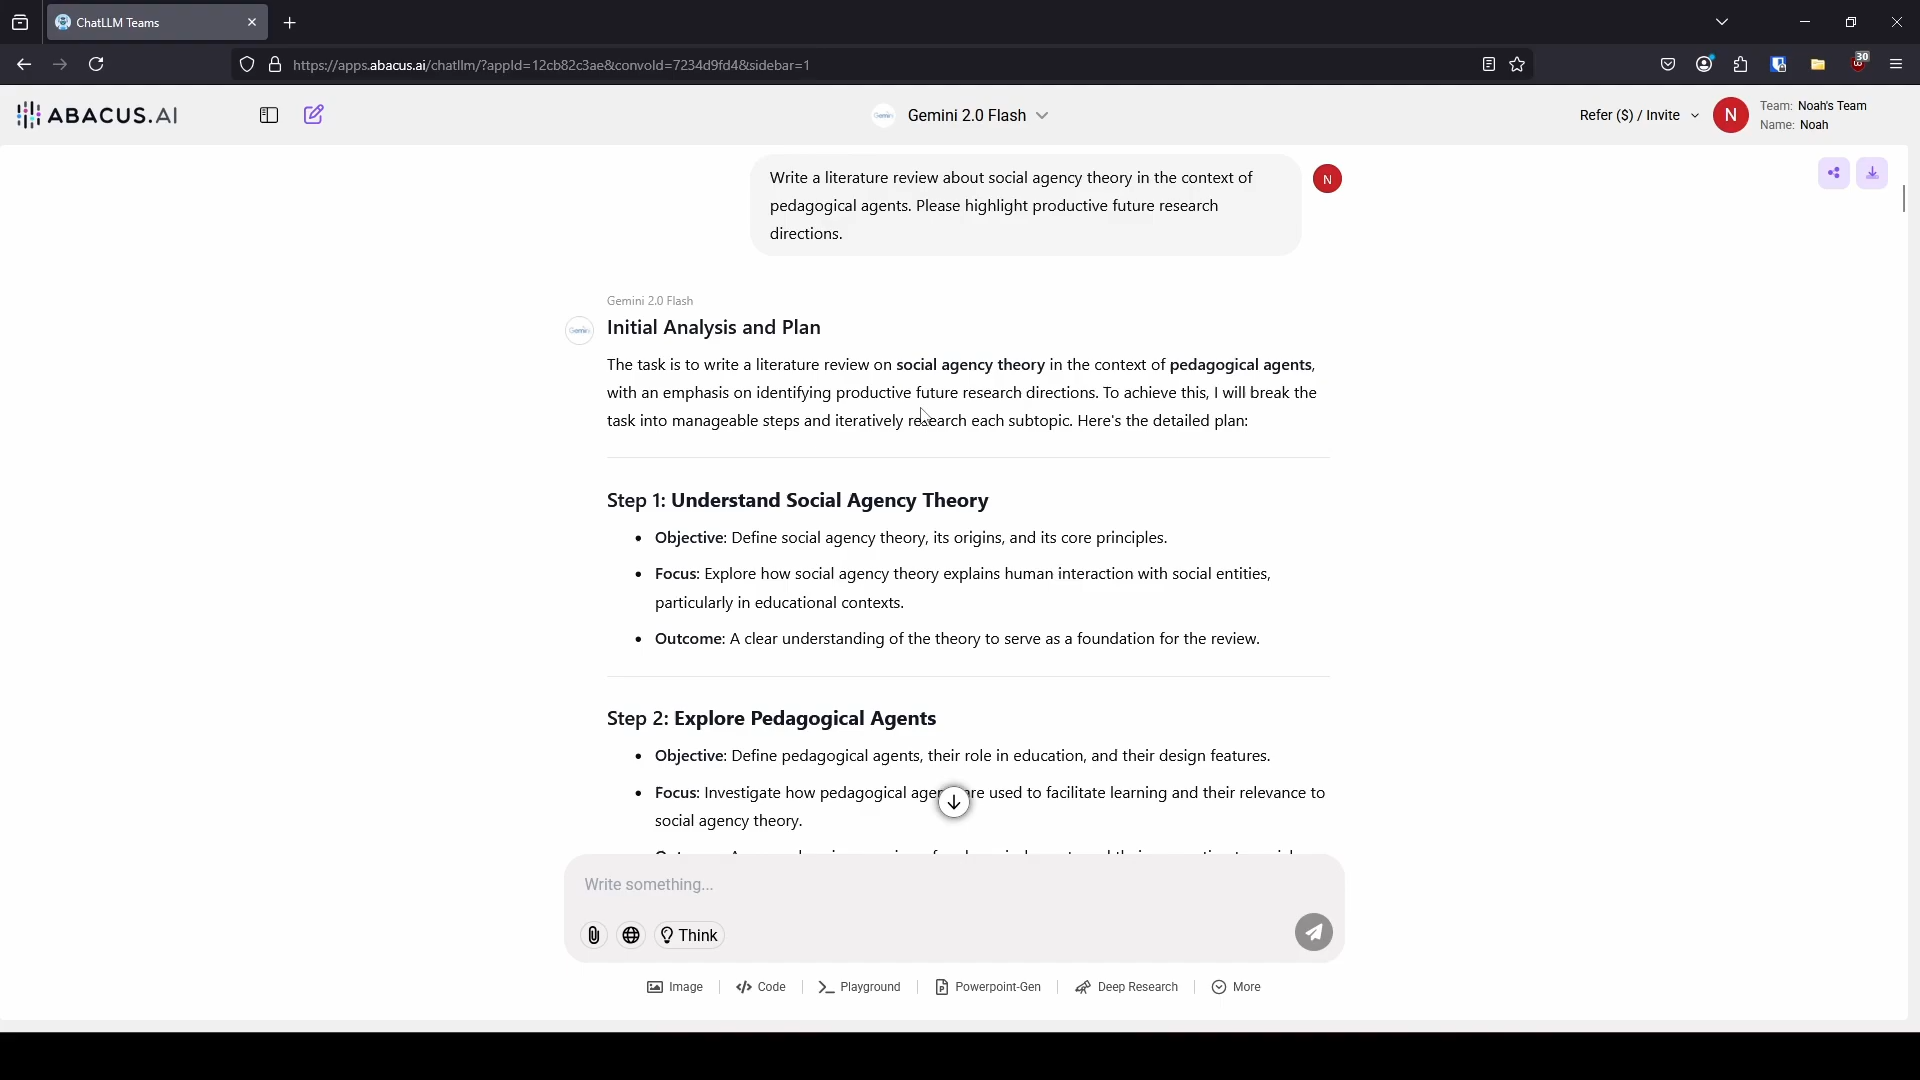 ChatLLM Teams
https://apps.abacus.ai/chatllm/?appId=12cb82c3ae&convoId=7234d9fd4&sidebar=1
30
ABACUS.AI
Gemini 2.0 Flash
Refer ($) / Invite
N
Team: Noah's Team
Name: Noah
Write a literature review about social agency theory in the context of
pedagogical agents. Please highlight productive future research
directions.
N
Gemini 2.0 Flash
Gemini
Initial Analysis and Plan
The task is to write a literature review on social agency theory in the context of pedagogical agents,
with an emphasis on identifying productive future research directions. To achieve this, I will break the
task into manageable steps and iteratively research each subtopic. Here's the detailed plan:
Step 1: Understand Social Agency Theory
• Objective: Define social agency theory, its origins, and its core principles.
• Focus: Explore how social agency theory explains human interaction with social entities,
particularly in educational contexts.
• Outcome: A clear understanding of the theory to serve as a foundation for the review.
Step 2: Explore Pedagogical Agents
• Objective: Define pedagogical agents, their role in education, and their design features.
• Focus: Investigate how pedagogical agents are used to facilitate learning and their relevance to
social agency theory.
Write something...
Think
Image
Code
Playground
Powerpoint-Gen
Deep Research
More